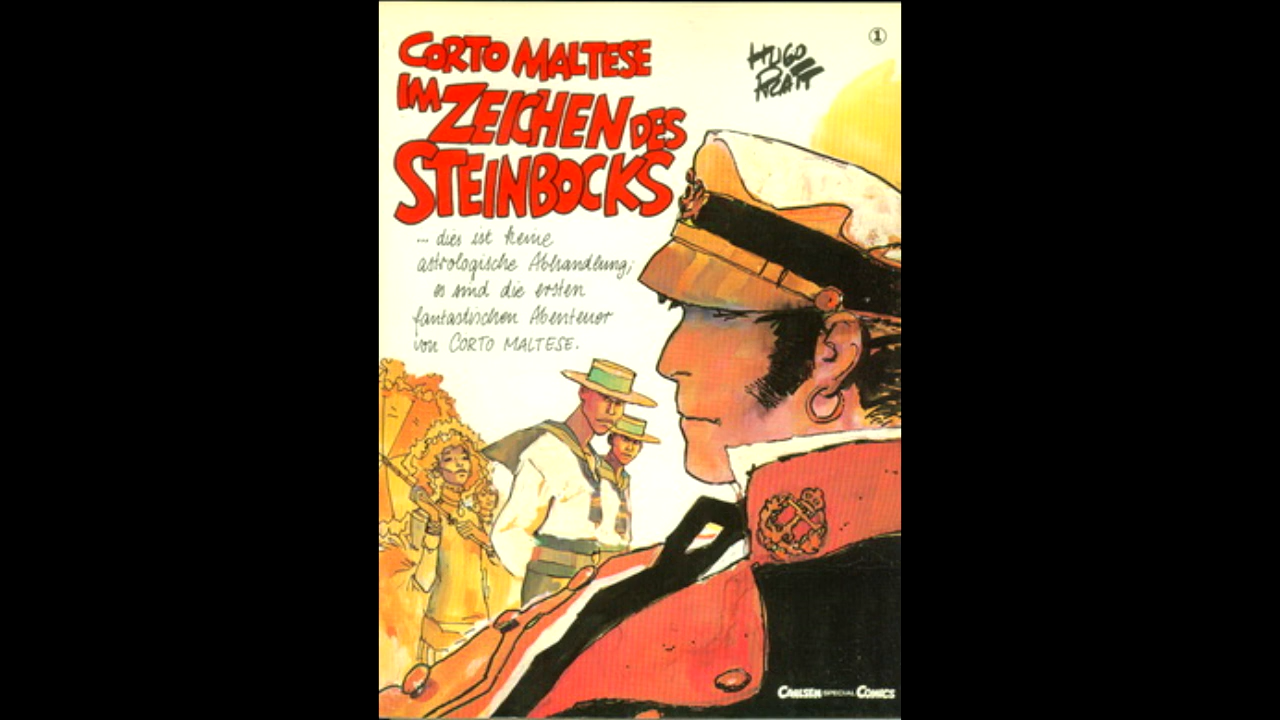 ①
CORTO MALTESE
HUGO
PRATT
IM ZEICHEN DES
STEINBOCKS
... dies ist keine
astrologische Abhandlung;
es sind die ersten
fantastischen Abenteuer
von CORTO MALTESE.
CARLSEN SPECIAL COMICS